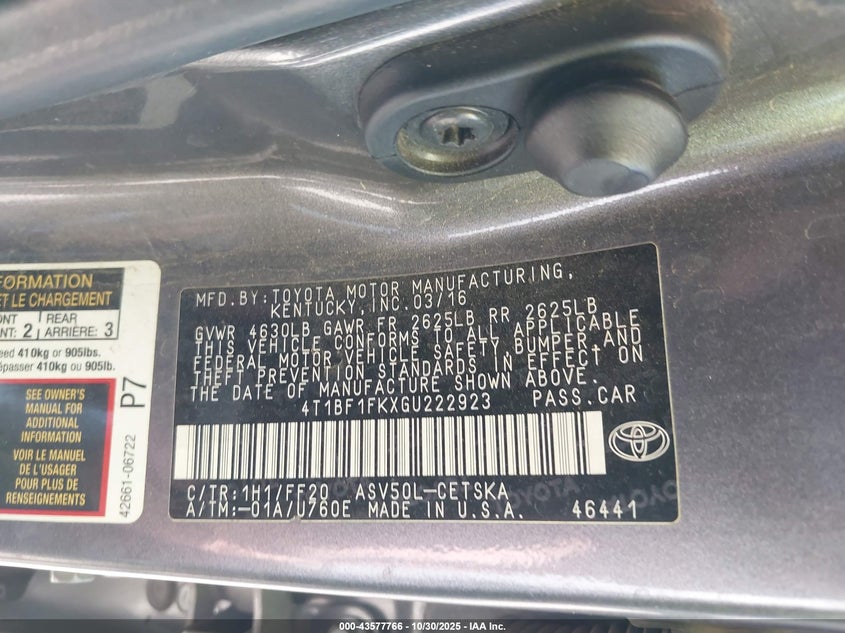 FORMATION
ET LE CHARGEMENT
NT: 2 REAR ARRIÈRE: 3
eed 410kg or 905lbs.
épasser 410kg ou 905lb.
SEE OWNER'S
MANUAL FOR
ADDITIONAL
INFORMATION
VOIR LE MANUEL
DE L'USAGER
POUR PLUS DE
RENSEIGNEMENTS
P7
42661-06722
MFD.BY:TOYOTA MOTOR MANUFACTURING,
KENTUCKY, INC.03/16
GVWR 4630LB GAWR FR 2625LB RR 2625LB
THIS VEHICLE CONFORMS TO ALL APPLICABLE
FEDERAL MOTOR VEHICLE SAFETY,BUMPER,AND
THEFT PREVENTION STANDARDS IN EFFECT ON
THE DATE OF MANUFACTURE SHOWN ABOVE.
4T1BF1FKXGU222923 PASS.CAR
C/TR:1H1/FF20 ASV50L-CETSKA
A/TM:-01A/U760E MADE IN U.S.A. 46441
000-43577766 - 10/30/2025 - IAA Inc.